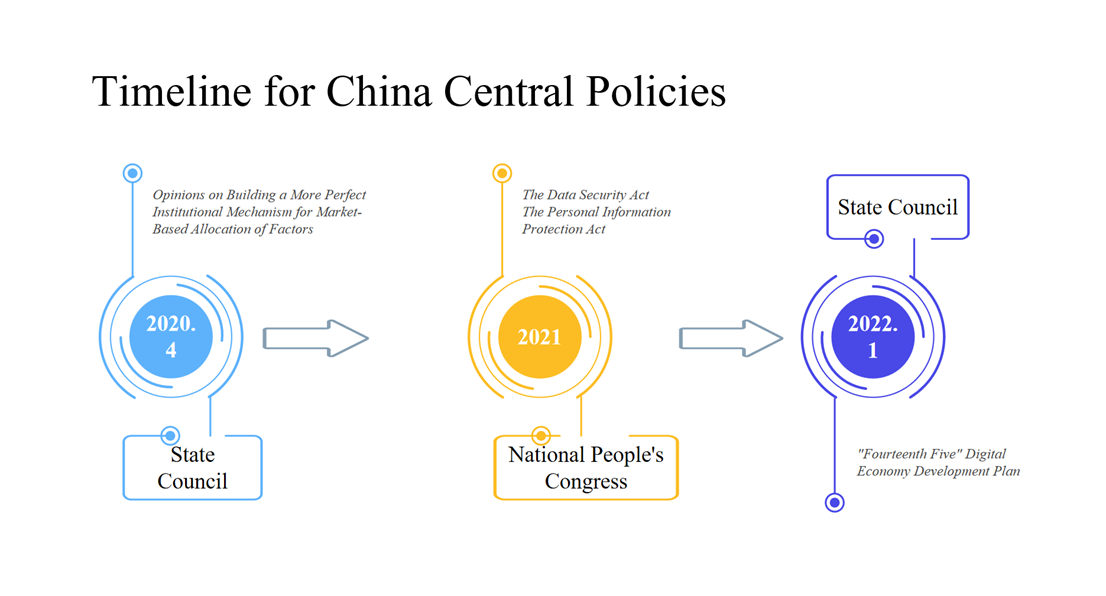 Timeline for China Central Policies
Opinions on Building a More Perfect
Institutional Mechanism for Market-
Based Allocation of Factors
2020.
4
State
Council
The Data Security Act
The Personal Information
Protection Act
2021
National People's
Congress
State Council
2022.
1
"Fourteenth Five" Digital
Economy Development Plan